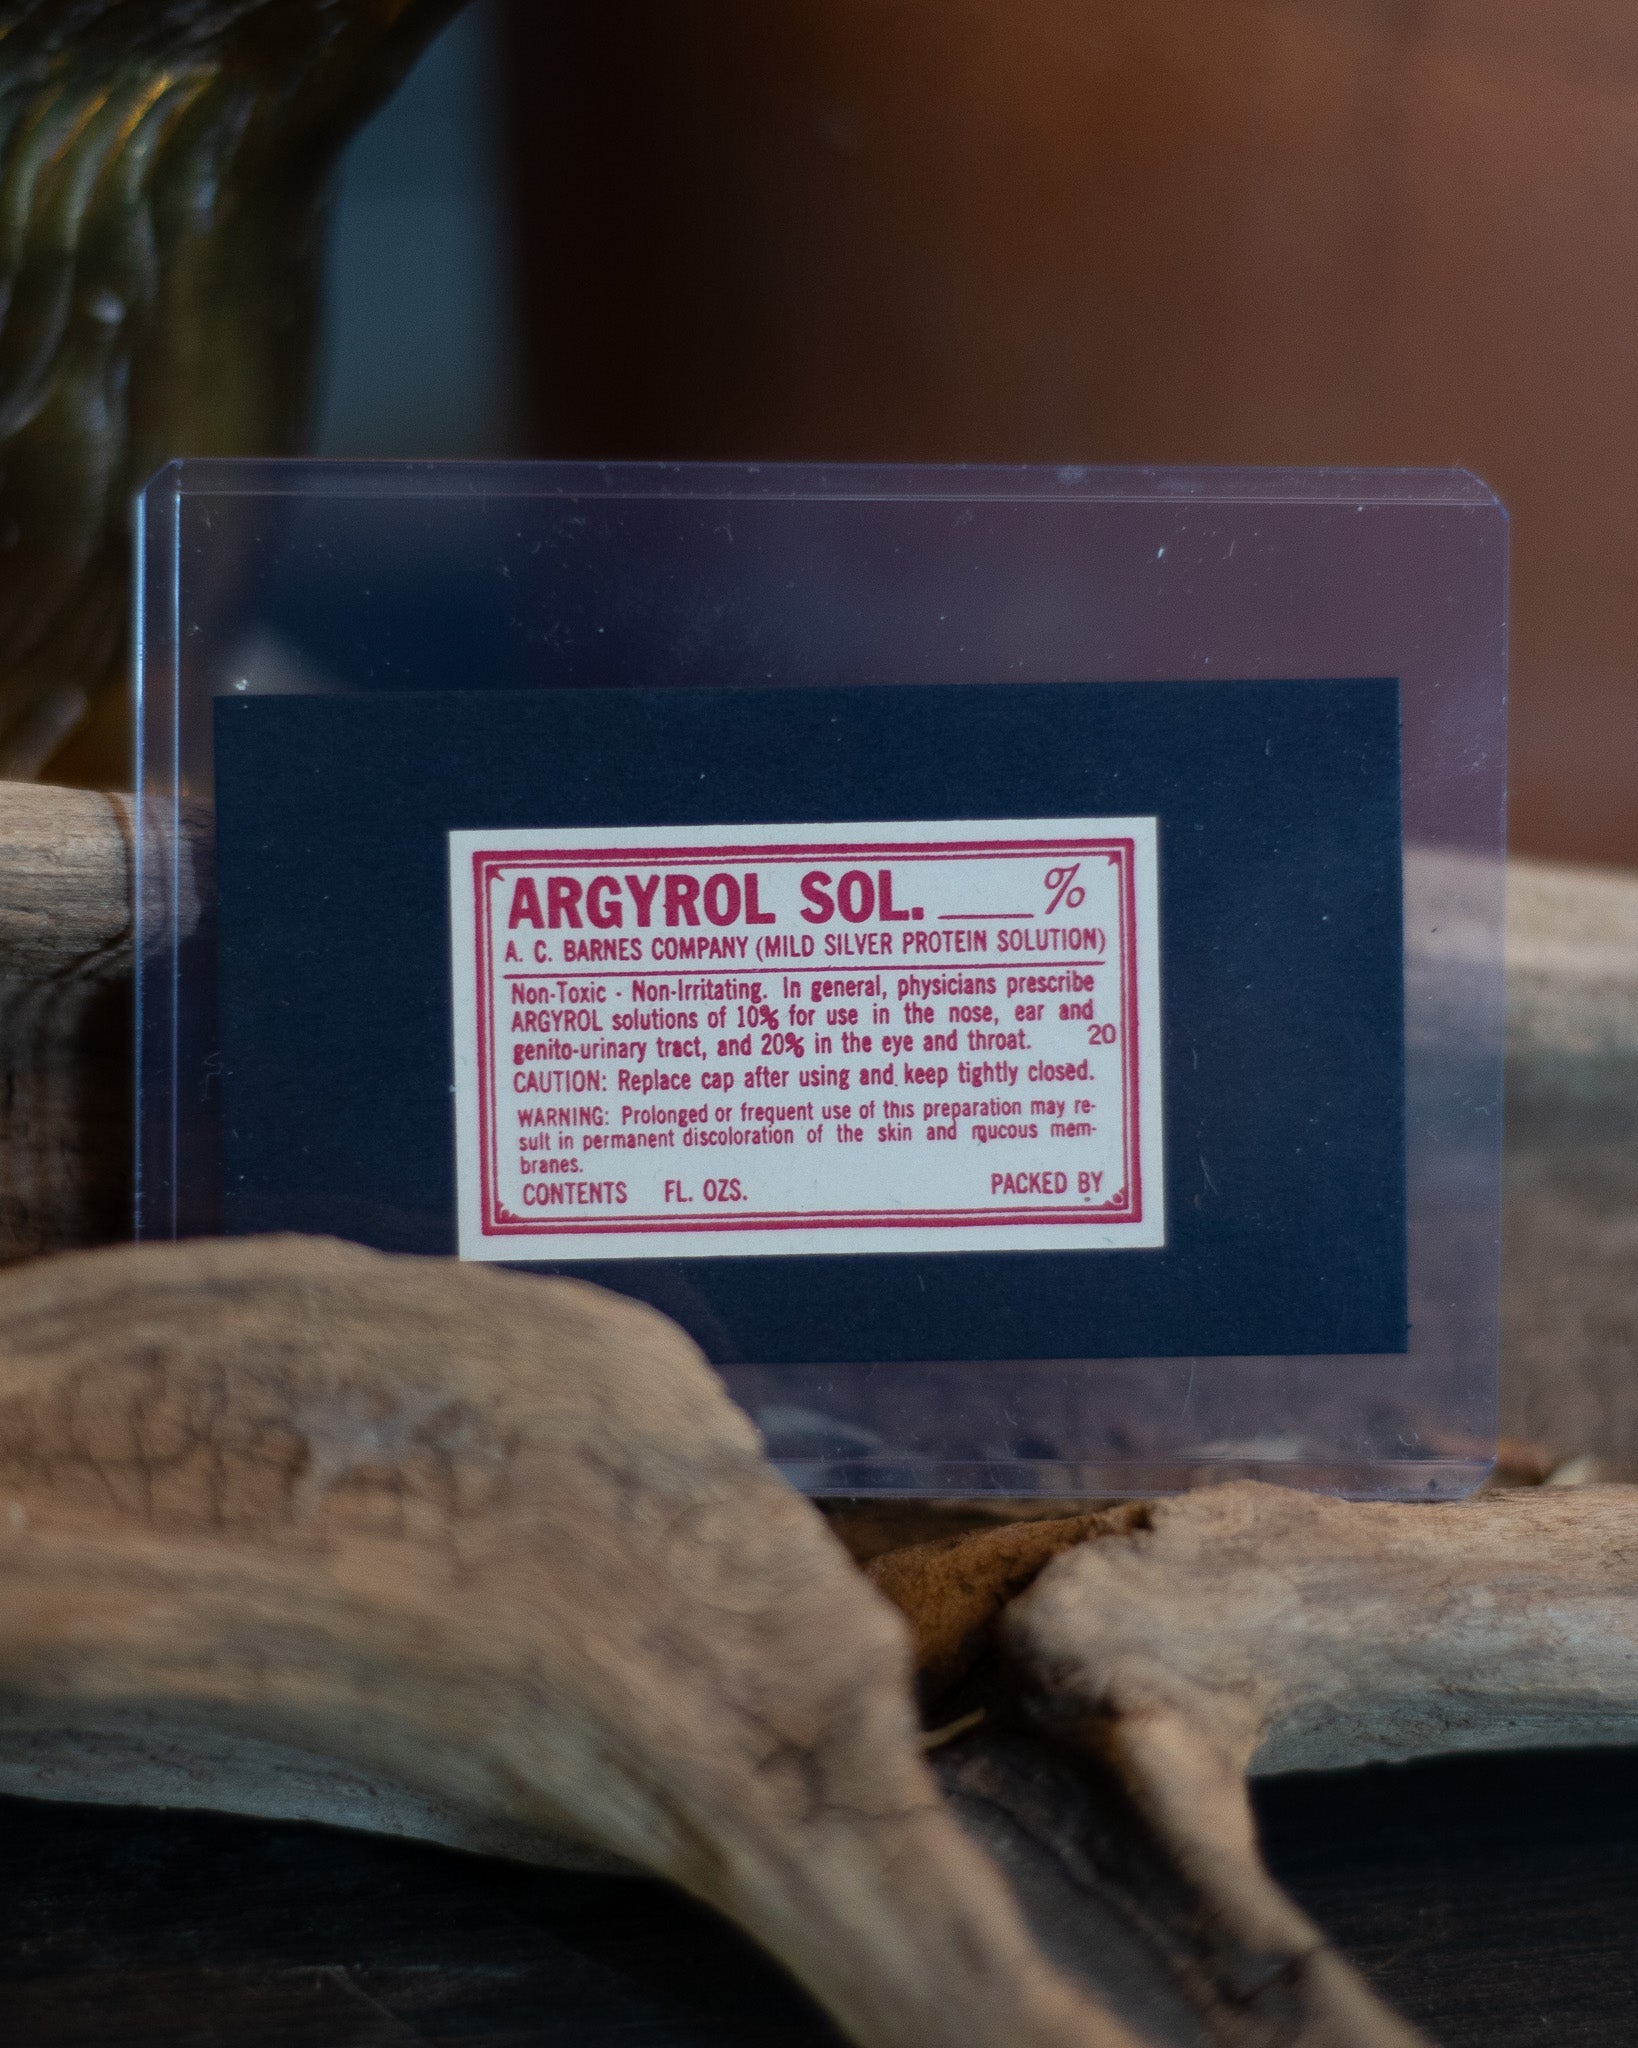 ARGYROL SOL. ____%
A. C. BARNES COMPANY (MILD SILVER PROTEIN SOLUTION)
Non-Toxic - Non-Irritating. In general, physicians prescribe
ARGYROL solutions of 10% for use in the nose, ear and
genito-urinary tract, and 20% in the eye and throat. 20
CAUTION: Replace cap after using and keep tightly closed.
WARNING: Prolonged or frequent use of this preparation may re-
sult in permanent discoloration of the skin and mucous mem-
branes.
CONTENTS FL. OZS. PACKED BY